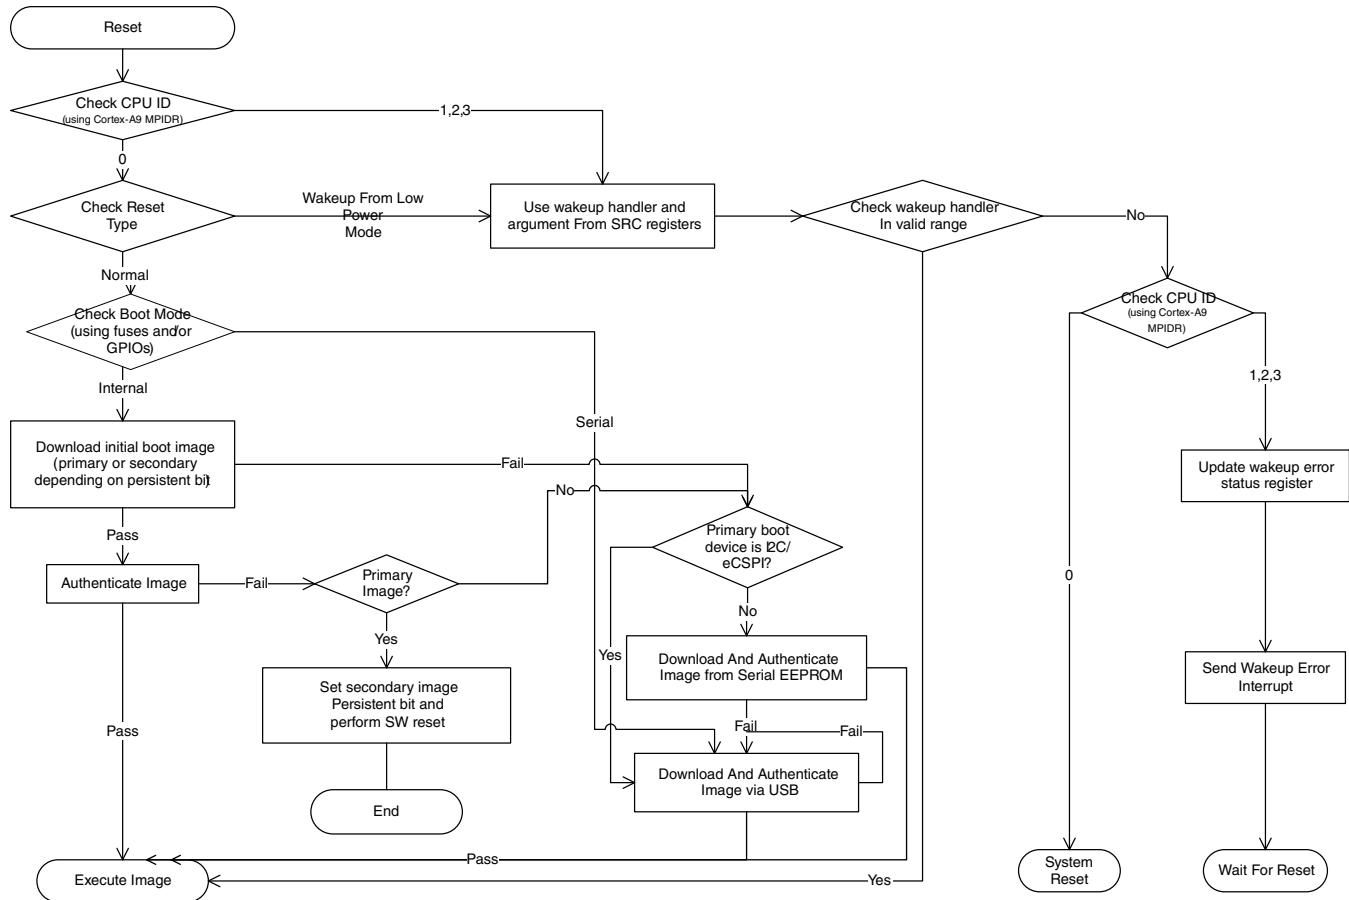 Reset
Check CPU ID
(using Cortex-A9 MPIDR)
1,2,3
0
Check Reset
Type
Wakeup From Low
Power
Mode
Use wakeup handler and
argument From SRC registers
Check wakeup handler
In valid range
No
Normal
Check Boot Mode
(using fuses and/or
GPIOs)
Check CPU ID
(using Cortex-A9
MPIDR)
Internal
1,2,3
Serial
Download initial boot image
(primary or secondary
depending on persistent bit)
Fail
Update wakeup error
status register
No
Pass
Primary boot
device is I2C/
eCSPI?
Authenticate Image
Fail
Primary
Image?
0
No
Yes
Yes
Download And Authenticate
Image from Serial EEPROM
Send Wakeup Error
Interrupt
Set secondary image
Persistent bit and
perform SW reset
Pass
Fail
Fail
Download And Authenticate
Image via USB
End
Pass
Execute Image
Yes
System
Reset
Wait For Reset